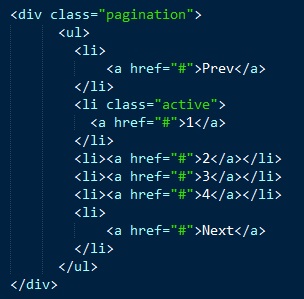 <div class="pagination">
<ul>
<li>
<a href="#">Prev</a>
</li>
<li class="active">
<a href="#">1</a>
</li>
<li><a href="#">2</a></li>
<li><a href="#">3</a></li>
<li><a href="#">4</a></li>
<li>
<a href="#">Next</a>
</li>
</ul>
</div>